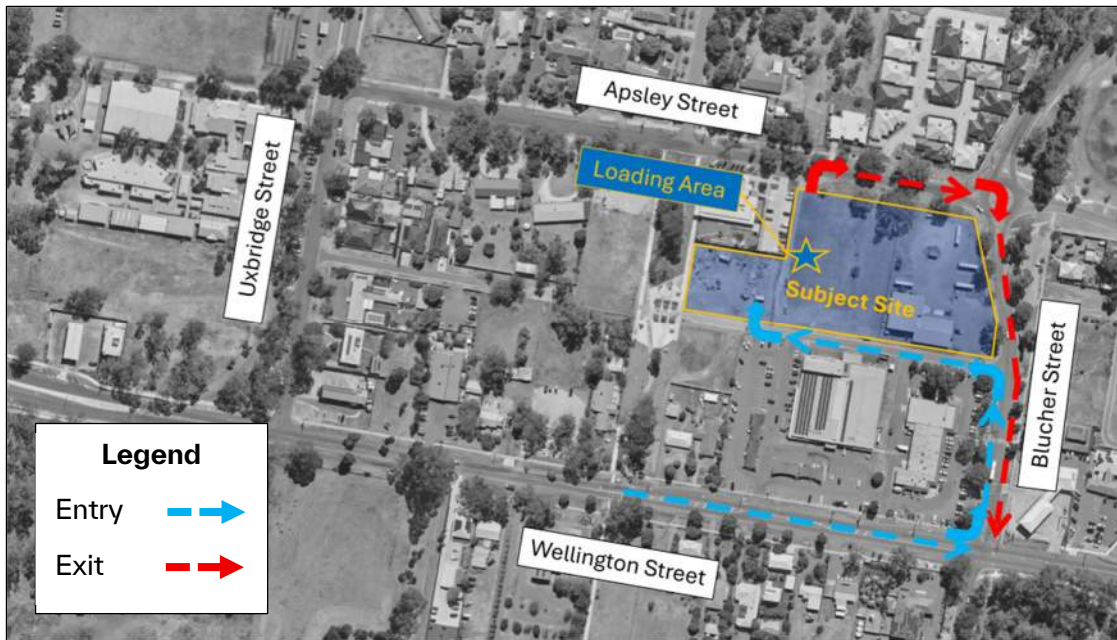 Apsley Street
Loading Area
Uxbridge Street
Subject Site
Blucher Street
Legend
Entry
Exit
Wellington Street